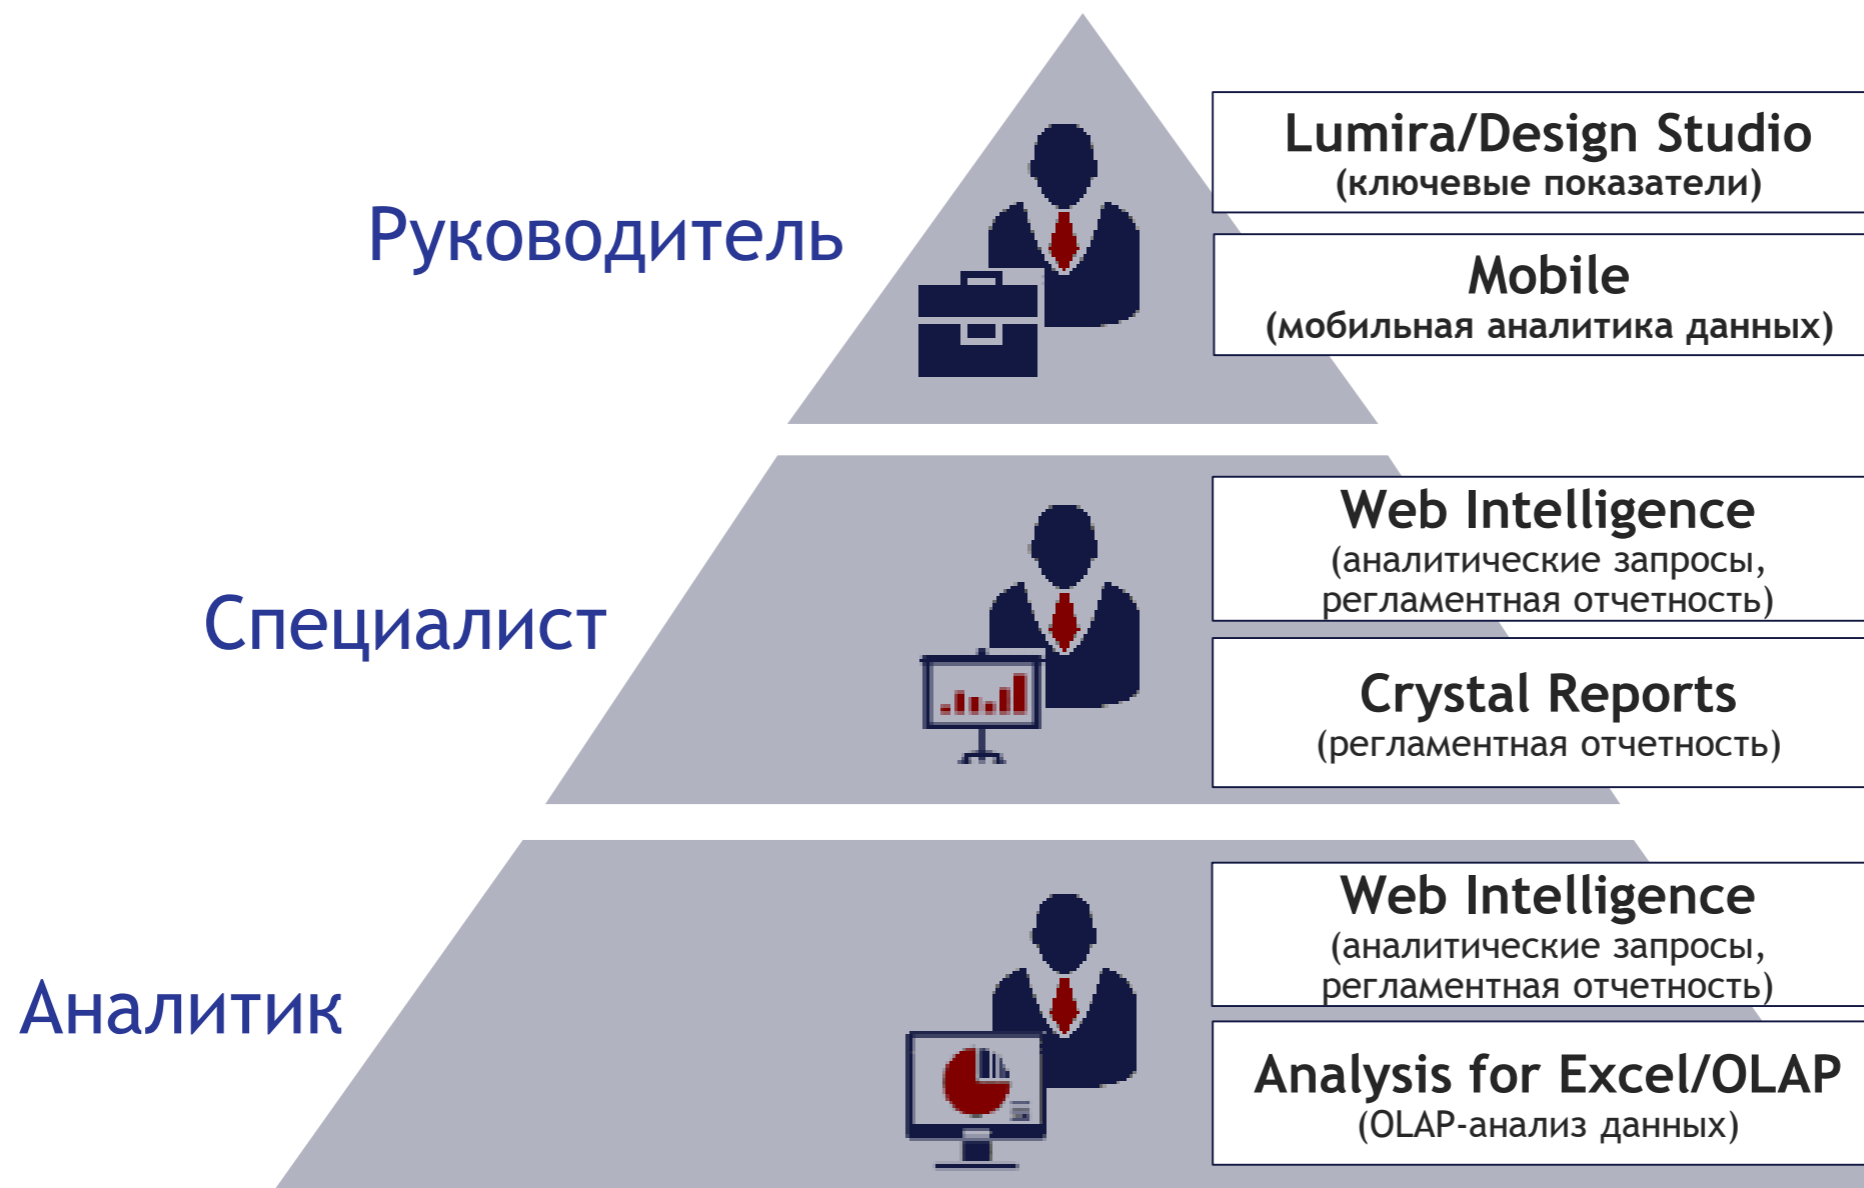 Руководитель
Lumira/Design Studio
(ключевые показатели)
Mobile
(мобильная аналитика данных)
Специалист
Web Intelligence
(аналитические запросы,
регламентная отчетность)
Crystal Reports
(регламентная отчетность)
Аналитик
Web Intelligence
(аналитические запросы,
регламентная отчетность)
Analysis for Excel/OLAP
(OLAP-анализ данных)